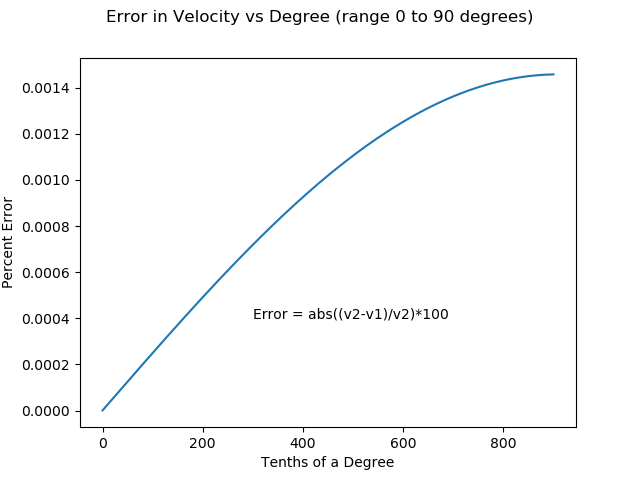 Error in Velocity vs Degree (range 0 to 90 degrees)
0.0014
0.0012
0.0010
0.0008
0.0006
0.0004
0.0002
0.0000
Percent Error
Error = abs((v2-v1)/v2)*100
0 200 400 600 800
Tenths of a Degree